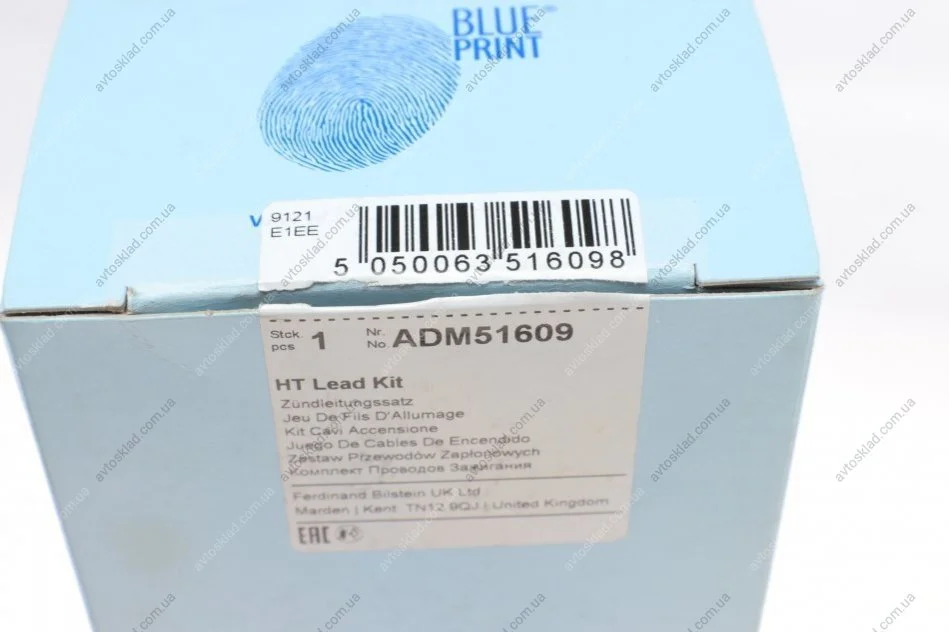 BLUE
PRINT
9121
E1EE
5 050063 516098
Stck.
pcs
1
Nr.
No.
ADM51609
HT Lead Kit
Zündleitungssatz
Jeu De Fils D'Allumage
Kit Cavi Accensione
Juego De Cables De Encendido
Zestaw Przewodów Zapłonowych
Комплект Проводов Зажигания
Ferdinand Bilstein UK Ltd
Marden | Kent TN12 9QJ | United Kingdom
EAC
avtosklad.com.ua